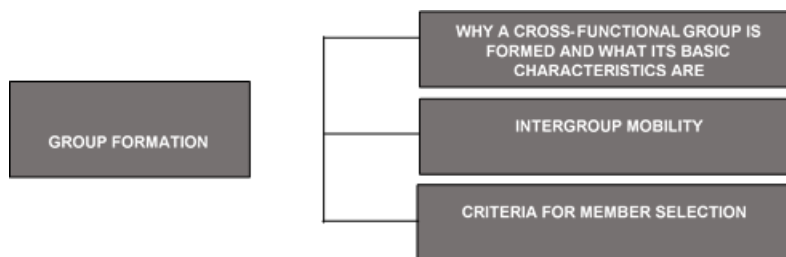 GROUP FORMATION
WHY A CROSS-FUNCTIONAL GROUP IS
FORMED AND WHAT ITS BASIC
CHARACTERISTICS ARE
INTERGROUP MOBILITY
CRITERIA FOR MEMBER SELECTION